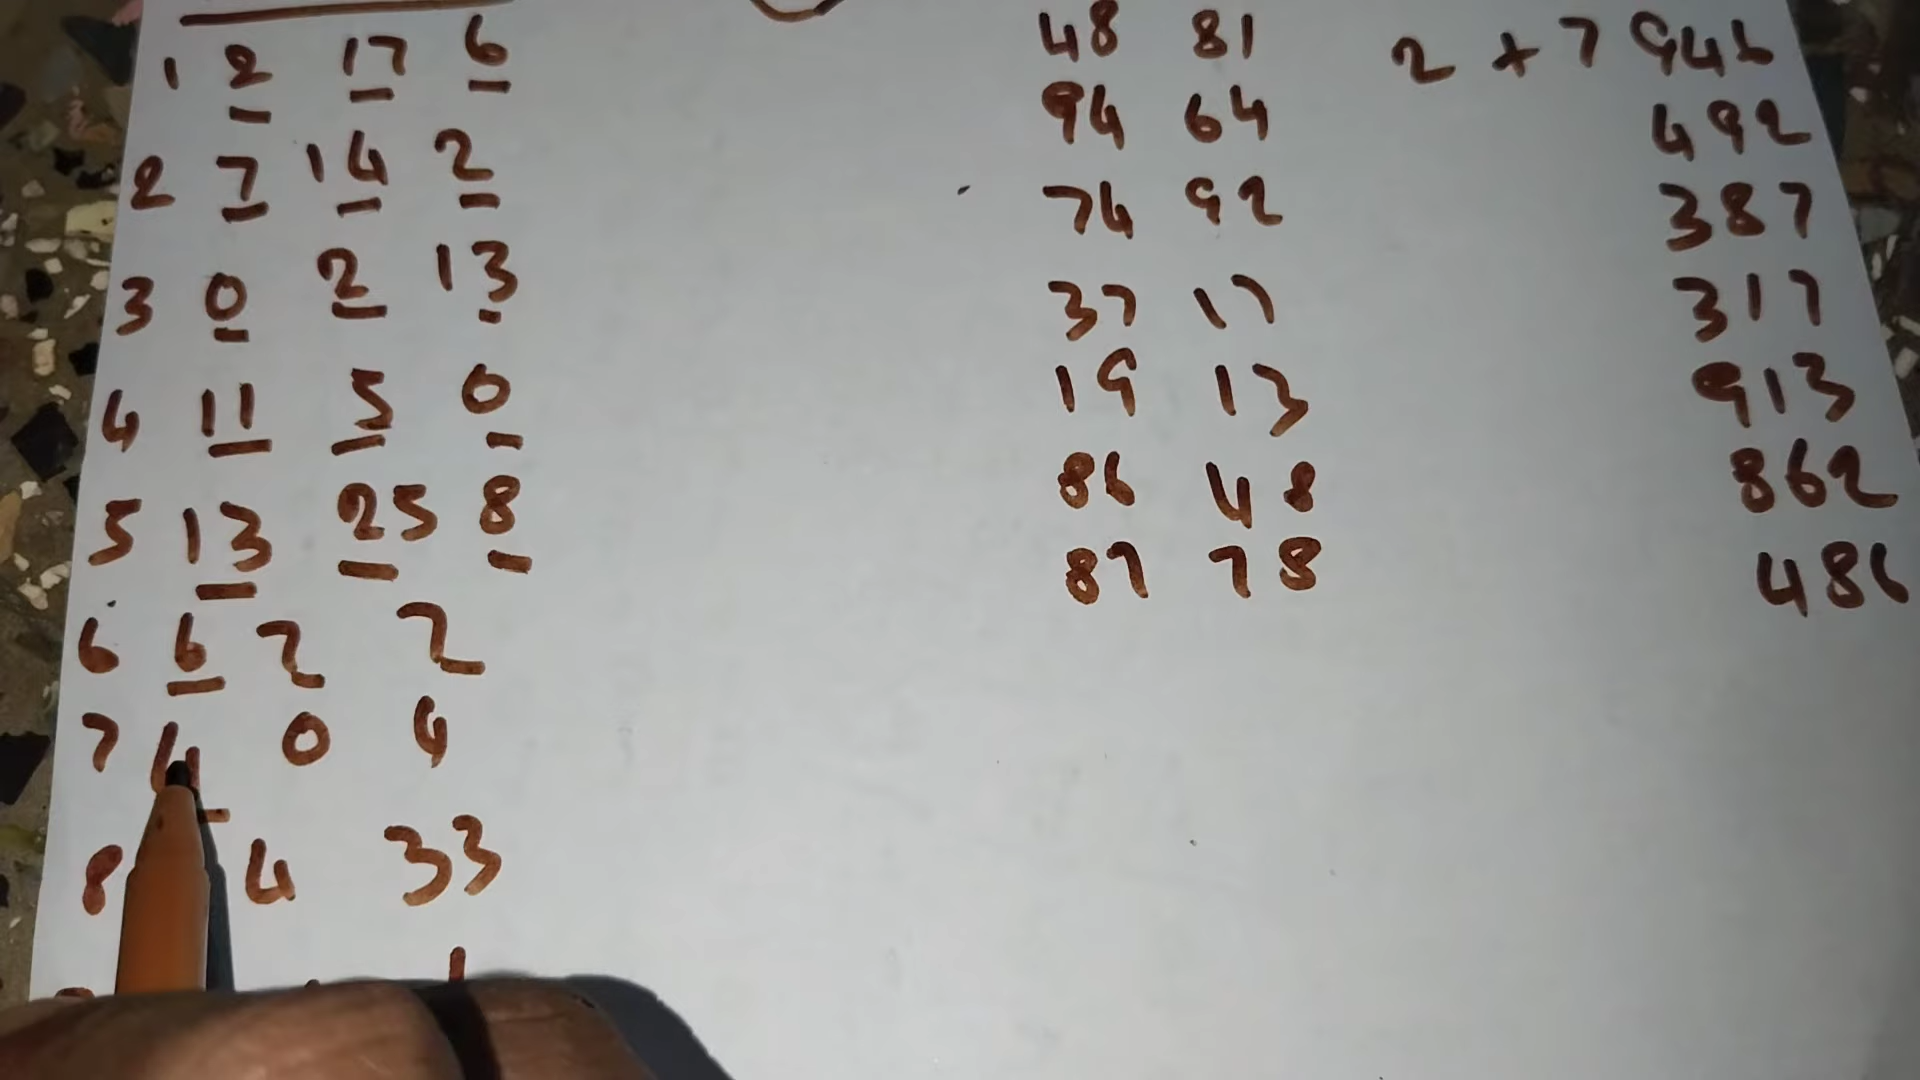 1 2 17 6 48 81 2 + 7 946
2 7 14 2 94 64 492
3 0 2 13 74 92 387
4 11 5 0 37 17 317
5 13 25 8 19 13 913
6 6 2 2 86 48 862
7 4 0 9 87 78 486
8 4 33